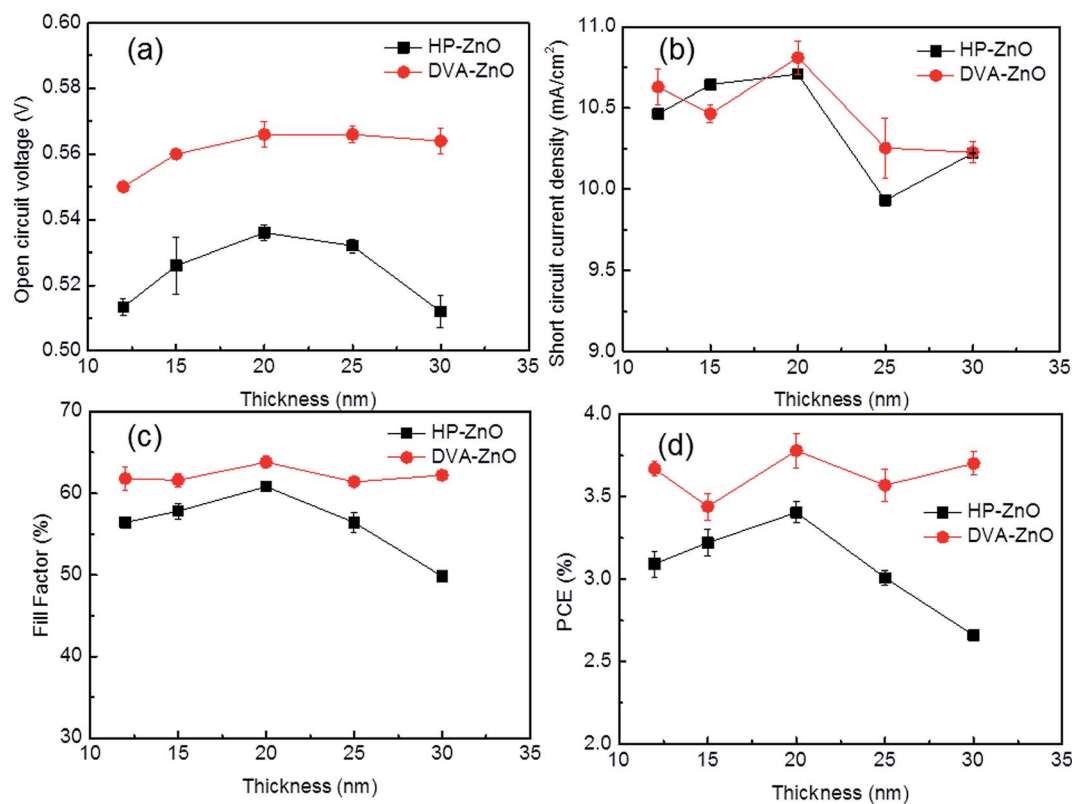 (a)
HP-ZnO
DVA-ZnO
0.60
0.58
0.56
0.54
0.52
0.50
10 15 20 25 30 35
Open circuit voltage (V)
Thickness (nm)
(b)
HP-ZnO
DVA-ZnO
11.0
10.5
10.0
9.5
9.0
10 15 20 25 30 35
Short circuit current density (mA/cm²)
Thickness (nm)
(c)
HP-ZnO
DVA-ZnO
70
60
50
40
30
10 15 20 25 30 35
Fill Factor (%)
Thickness (nm)
(d)
HP-ZnO
DVA-ZnO
4.0
3.5
3.0
2.5
2.0
10 15 20 25 30 35
PCE (%)
Thickness (nm)